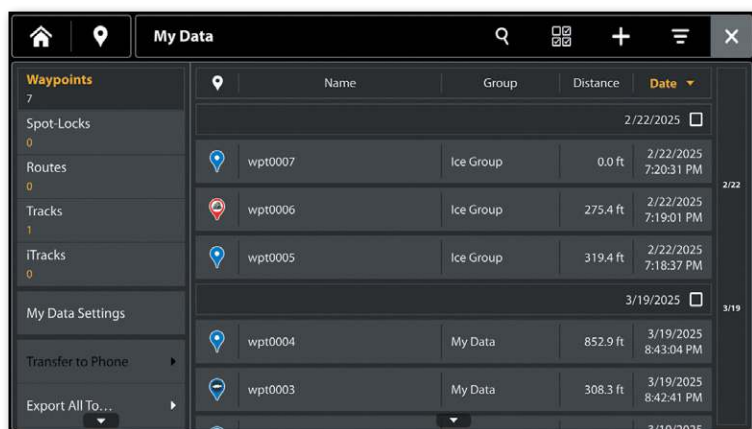 My Data
Waypoints
7
Spot-Locks
0
Routes
0
Tracks
1
iTracks
0
My Data Settings
Transfer to Phone
Export All To...
Name Group Distance Date
2/22/2025
wpt0007 Ice Group 0.0 ft 2/22/2025
7:20:31 PM
wpt0006 Ice Group 275.4 ft 2/22/2025
7:19:01 PM
wpt0005 Ice Group 319.4 ft 2/22/2025
7:18:37 PM
3/19/2025
wpt0004 My Data 852.9 ft 3/19/2025
8:43:04 PM
wpt0003 My Data 308.3 ft 3/19/2025
8:42:41 PM
3/19/2025
2/22
3/19